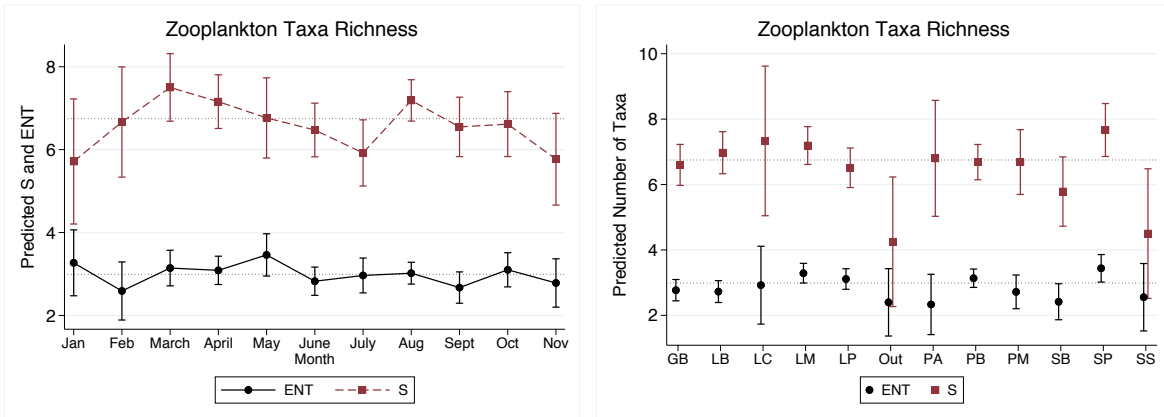 Zooplankton Taxa Richness
Predicted S and ENT
8
6
4
2
Jan Feb March April May June July Aug Sept Oct Nov
Month
ENT S
Zooplankton Taxa Richness
Predicted Number of Taxa
10
8
6
4
2
GB LB LC LM LP Out PA PB PM SB SP SS
ENT S